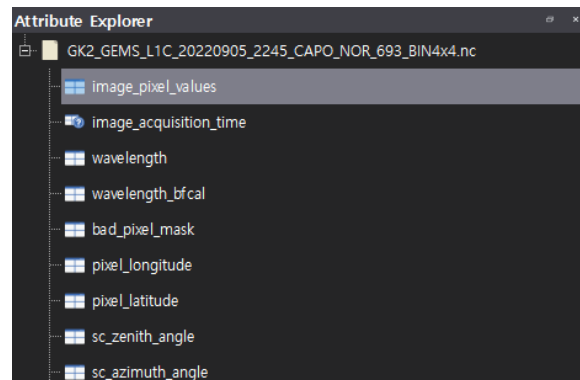 Attribute Explorer
GK2_GEMS_L1C_20220905_2245_CAPO_NOR_693_BIN4x4.nc
image_pixel_values
image_acquisition_time
wavelength
wavelength_bfcal
bad_pixel_mask
pixel_longitude
pixel_latitude
sc_zenith_angle
sc_azimuth_angle